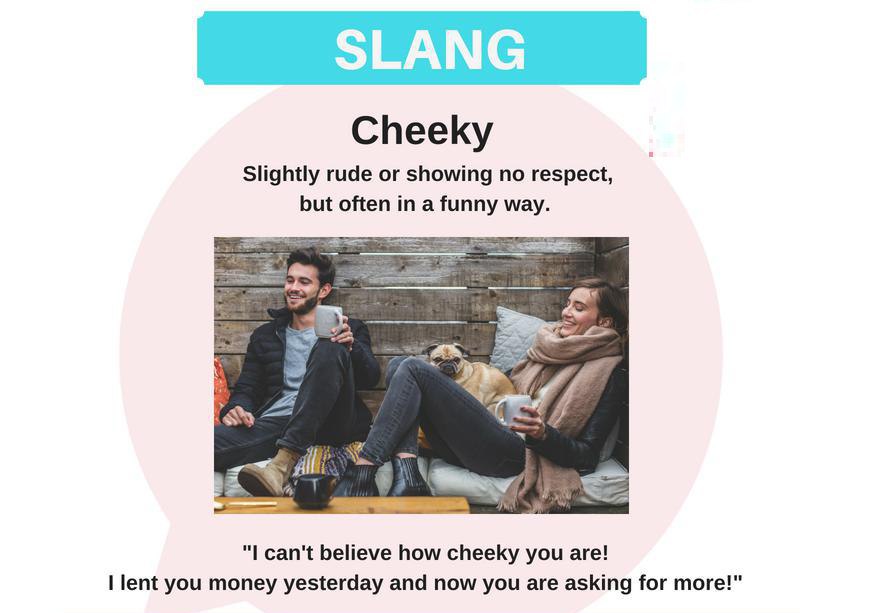 SLANG
Cheeky
Slightly rude or showing no respect,
but often in a funny way.
"I can't believe how cheeky you are!
I lent you money yesterday and now you are asking for more!"